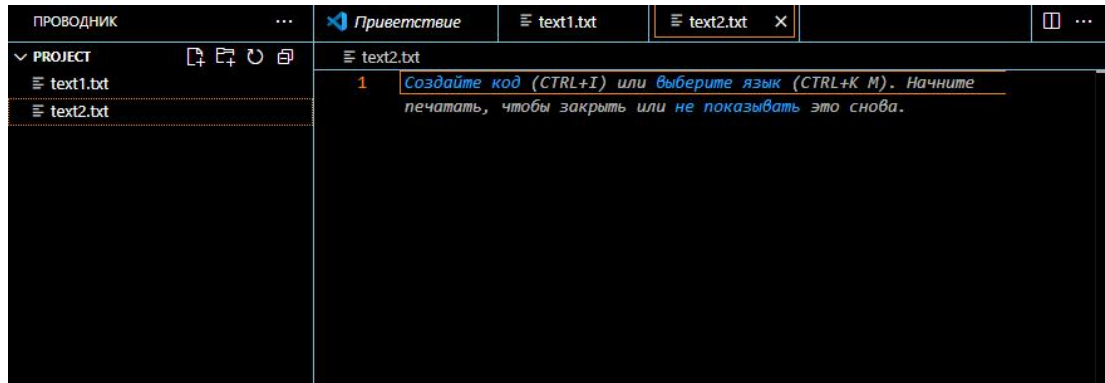 ПРОВОДНИК
PROJECT
text1.txt
text2.txt
Приветствие
text1.txt
text2.txt
text2.txt
1 Создайте код (CTRL+I) или выберите язык (CTRL+K M). Начните
печатать, чтобы закрыть или не показывать это снова.